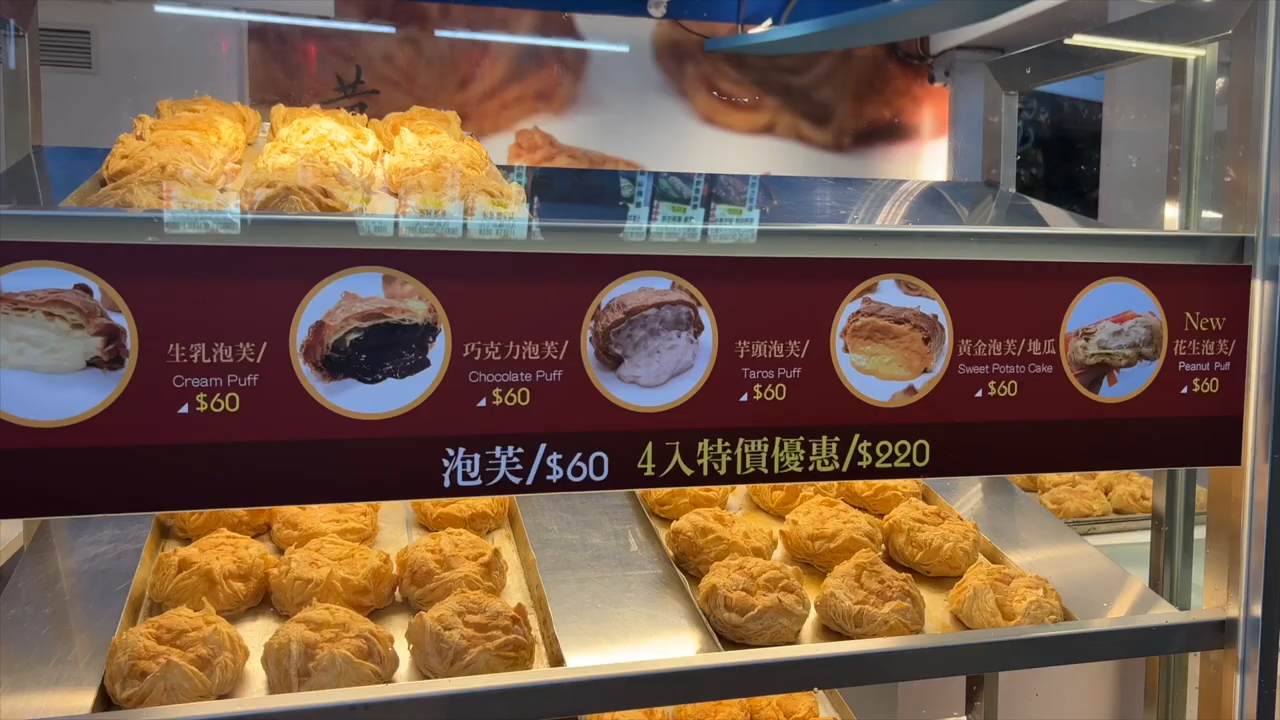 黃
生乳泡芙/
Cream Puff
$60
巧克力泡芙/
Chocolate Puff
$60
芋頭泡芙/
Taros Puff
$60
黃金泡芙/地瓜
Sweet Potato Cake
$60
New
花生泡芙/
Peanut Puff
$60
泡芙/$60 4入特價優惠/$220